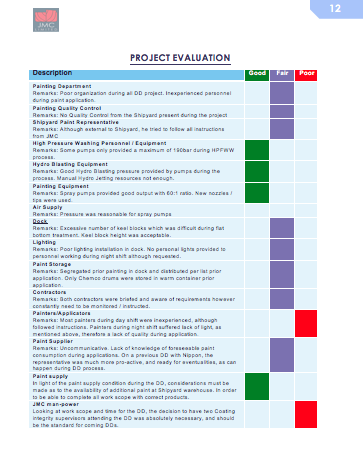 12
JMC
PROJECT EVALUATION
Description Good Fair Poor
Painting Department
Remarks: Poor organization during all DD project. Inexperienced personnel
during paint application.
Painting Quality Control
Remarks: No Quality Control from the Shipyard present during the project
Shipyard Paint Representative
Remarks: Although external to Shipyard, he tried to follow all instructions
from JMC
High Pressure Washing Personnel / Equipment
Remarks: Some pumps only provided a maximum of 190bar during HPFWW
process.
Hydro Blasting Equipment
Remarks: Good Hydro Blasting pressure provided by pumps during the
process. Manual Hydro Jetting resources not enough.
Painting Equipment
Remarks: Spray pumps provided good output with 60:1 ratio. New nozzles /
tips were used.
Air Supply
Remarks: Pressure was reasonable for spray pumps
Dock
Remarks: Excessive number of keel blocks which was difficult during flat
bottom treatment. Keel block height was acceptable.
Lighting
Remarks: Poor lighting installation in dock. No personal lights provided to
personnel working during night shift although requested.
Paint Storage
Remarks: Segregated prior painting in dock and distributed per list prior
application. Only Chemco drums were stored in warm container prior
application.
Contractors
Remarks: Both contractors were briefed and aware of requirements however
constantly need to be monitored / instructed.
Painters/Applicators
Remarks: Most painters during day shift were inexperienced, although
followed instructions. Painters during night shift suffered lack of light, as
mentioned above, therefore a lack of quality during application.
Paint Supplier
Remarks: Uncommunicative. Lack of knowledge of foreseeable paint
consumption during applications. On a previous DD with Nippon, the
representative was much more pro-active, and ready for eventualities, as can
happen during DD process.
Paint supply
In light of the paint supply condition during the DD, considerations must be
made as to the availability of additional paint at Shipyard warehouse. In order
to be able to complete all work scope with correct products.
JMC man-power
Looking at work scope and time for the DD, the decision to have two Coating
Integrity supervisors attending the DD was absolutely necessary, and should
be the standard for coming DDs.